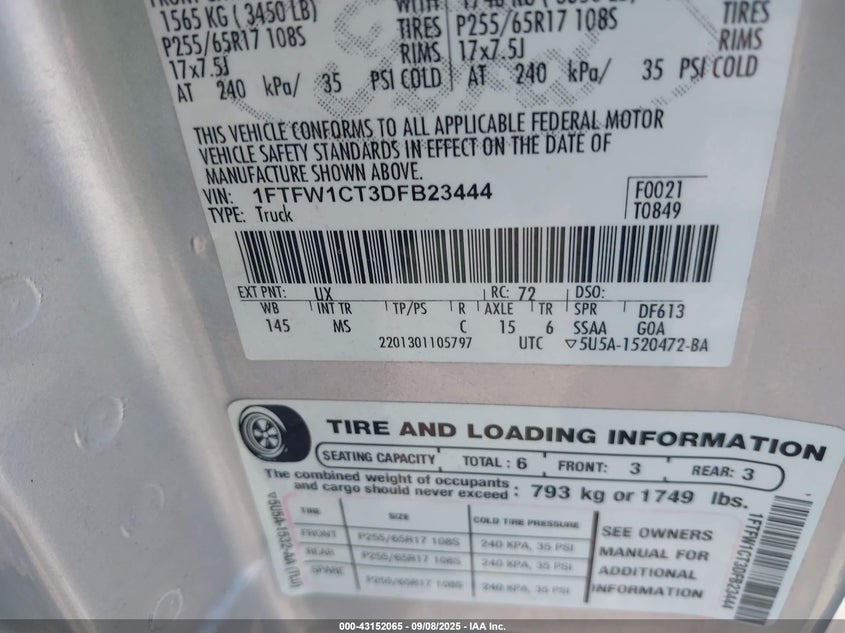 1565 KG ( 3450 LB)
P255/65R17 108S TIRES P255/65R17 108S TIRES
17x7.5J RIMS 17x7.5J RIMS
AT 240 kPa/ 35 PSI COLD AT 240 kPa/ 35 PSI COLD
THIS VEHICLE CONFORMS TO ALL APPLICABLE FEDERAL MOTOR
VEHICLE SAFETY STANDARDS IN EFFECT ON THE DATE OF
MANUFACTURE SHOWN ABOVE.
VIN: 1FTFW1CT3DFB23444 F0021
TYPE: Truck T0849
EXT PNT: UX RC: 72 DSO:
WB INT TR TP/PS R AXLE TR SPR DF613
145 MS C 15 6 SSAA G0A
2201301105797 UTC ▽5U5A-1520472-BA
TIRE AND LOADING INFORMATION
SEATING CAPACITY TOTAL : 6 FRONT: 3 REAR: 3
The combined weight of occupants
and cargo should never exceed : 793 kg or 1749 lbs.
TIRE SIZE COLD TIRE PRESSURE
FRONT P255/65R17 108S 240 KPA, 35 PSI
REAR P255/65R17 108S 240 KPA, 35 PSI
SPARE P255/65R17 108S 240 KPA, 35 PSI
SEE OWNERS
MANUAL FOR
ADDITIONAL
INFORMATION
1FTFW1CT3DFB23444
000-43152065 - 09/08/2025 - IAA Inc.